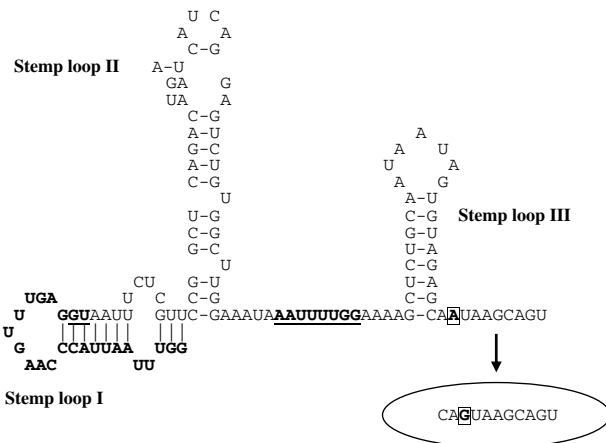 U C
A A
C–G
Stemp loop II
A–U
GA G
UA A
C–G
A–U
G–C
A–U
C–G
U
U–G
C–G
C–C
G–U
U
C–G
A
A U
U A
A G
A–U
C–G
G–U
U–A
C–G
U–A
C–G
Stemp loop III
CU
UGA GGUAAUU U C GUUC–G GAAAUAAAUUUUGGAAAAG–CAAUAAGCAGU
U
U
G
AAC CCAUUAA UU UGG
Stemp loop I
CAGUAAGCAGU